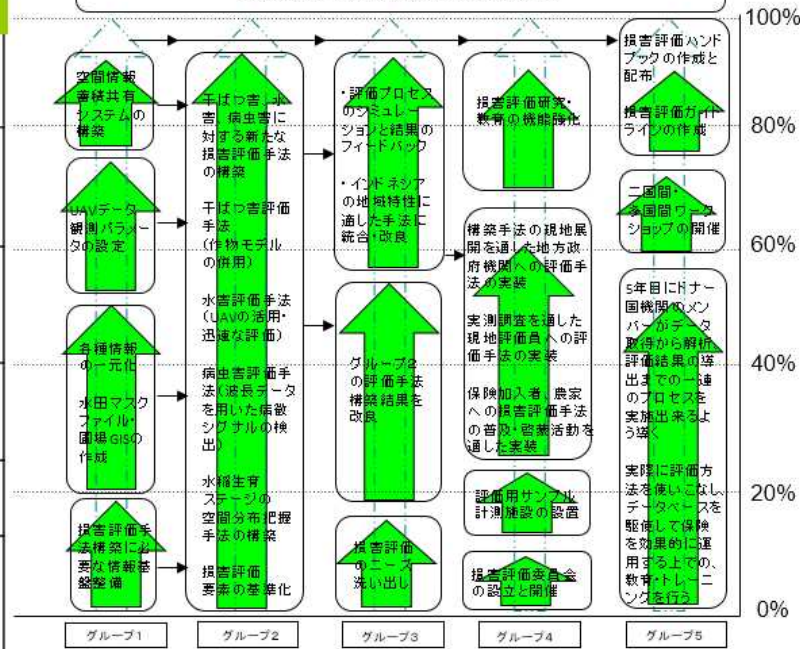 100%
80%
60%
40%
20%
0%
空間情報
蓄積共有
システムの
構築
UAVデータ
観測パラメー
タの設定
各種情報
の一元化
水田マスク
ファイル・
圃場GISの
作成
損害評価手
法構築に必
要な情報基
盤整備
グループ1
干ばつ害、水
害、病虫害に
対する新たな
損害評価手法
の構築
干ばつ害評価
手法
(作物モデル
の併用)
水害評価手法
(UAVの活用・
迅速な評価)
病虫害評価手
法(波長データ
を用いた病徴
シグナルの検
出)
水稲生育
ステージの
空間分布把握
手法の構築
損害評価
要素の基準化
グループ2
・評価プロセス
のシミュレー
ションと結果の
フィードバック
・インドネシア
の地域特性に
適した手法に
統合・改良
グループ2
の評価手法
構築結果を
改良
損害評価
のニーズ
洗い出し
グループ3
損害評価研究・
教育の機能強化
構築手法の現地展
開を通した地方政
府機関への評価手
法の実装
実測調査を通した
現地評価員への評
価手法の実装
保険加入者、農家
への損害評価手法
の普及・啓蒙活動を
通した実装
評価用サンプル
計測施設の設置
損害評価委員会
の設立と開催
グループ4
損害評価ハンド
ブックの作成と
配布
損害評価ガイド
ラインの作成
二国間・
多国間ワーク
ショップの開催
5年目にドナー
国機関のメン
バーがデータ
取得から解析
評価結果の導
出までの一連
のプロセスを
実施出来るよ
う導く
実際に評価方
法を使いこなし、
データベースを
駆使して保険
を効果的に運
用する上での、
教育・トレーニ
ングを行う
グループ5